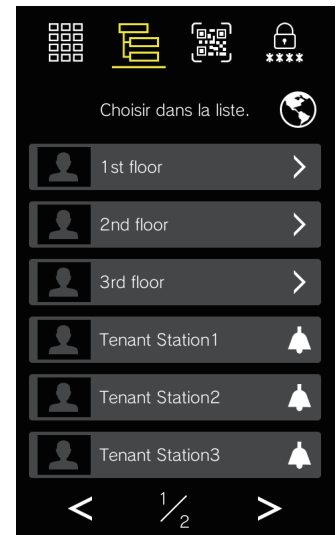 ****
Choisir dans la liste.
1st floor
2nd floor
3rd floor
Tenant Station1
Tenant Station2
Tenant Station3
1/2